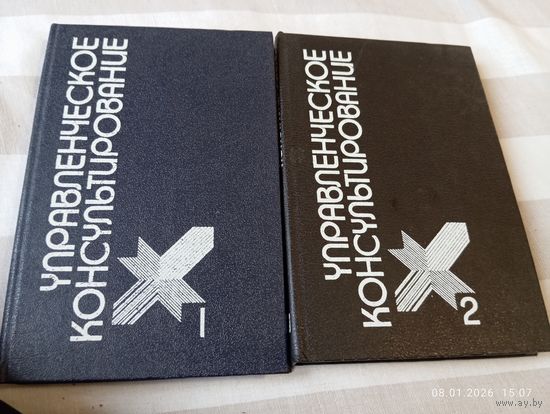 УПРАВЛЕНЧЕСКОЕ
КОНСУЛЬТИРОВАНИЕ
1
УПРАВЛЕНЧЕСКОЕ
КОНСУЛЬТИРОВАНИЕ
2
08.01.2026 15:07
www.ay.by